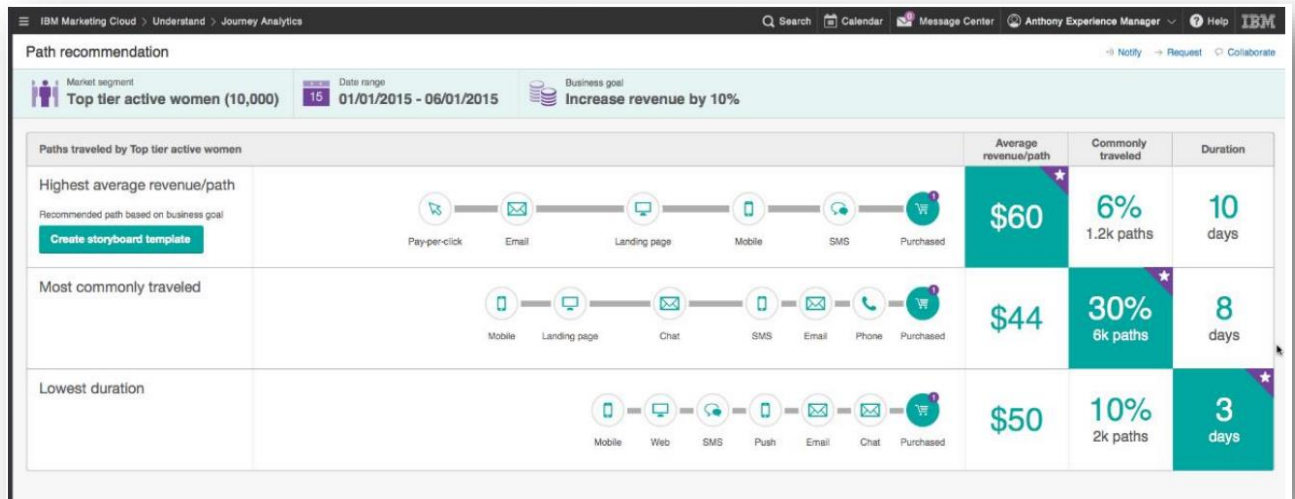 IBM Marketing Cloud > Understand > Journey Analytics
Search
Calendar
Message Center
Anthony Experience Manager
Help
IBM
Path recommendation
Notify
Request
Collaborate
Market segment
Top tier active women (10,000)
15
Date range
01/01/2015 - 06/01/2015
Business goal
Increase revenue by 10%
Paths traveled by Top tier active women
Average
revenue/path
Commonly
traveled
Duration
Highest average revenue/path
Recommended path based on business goal
Create storyboard template
Pay-per-click
Email
Landing page
Mobile
SMS
1
Purchased
$60
6%
1.2k paths
10
days
Most commonly traveled
Mobile
Landing page
Chat
SMS
Email
Phone
1
Purchased
$44
30%
6k paths
8
days
Lowest duration
Mobile
Web
SMS
Push
Email
Chat
1
Purchased
$50
10%
2k paths
3
days